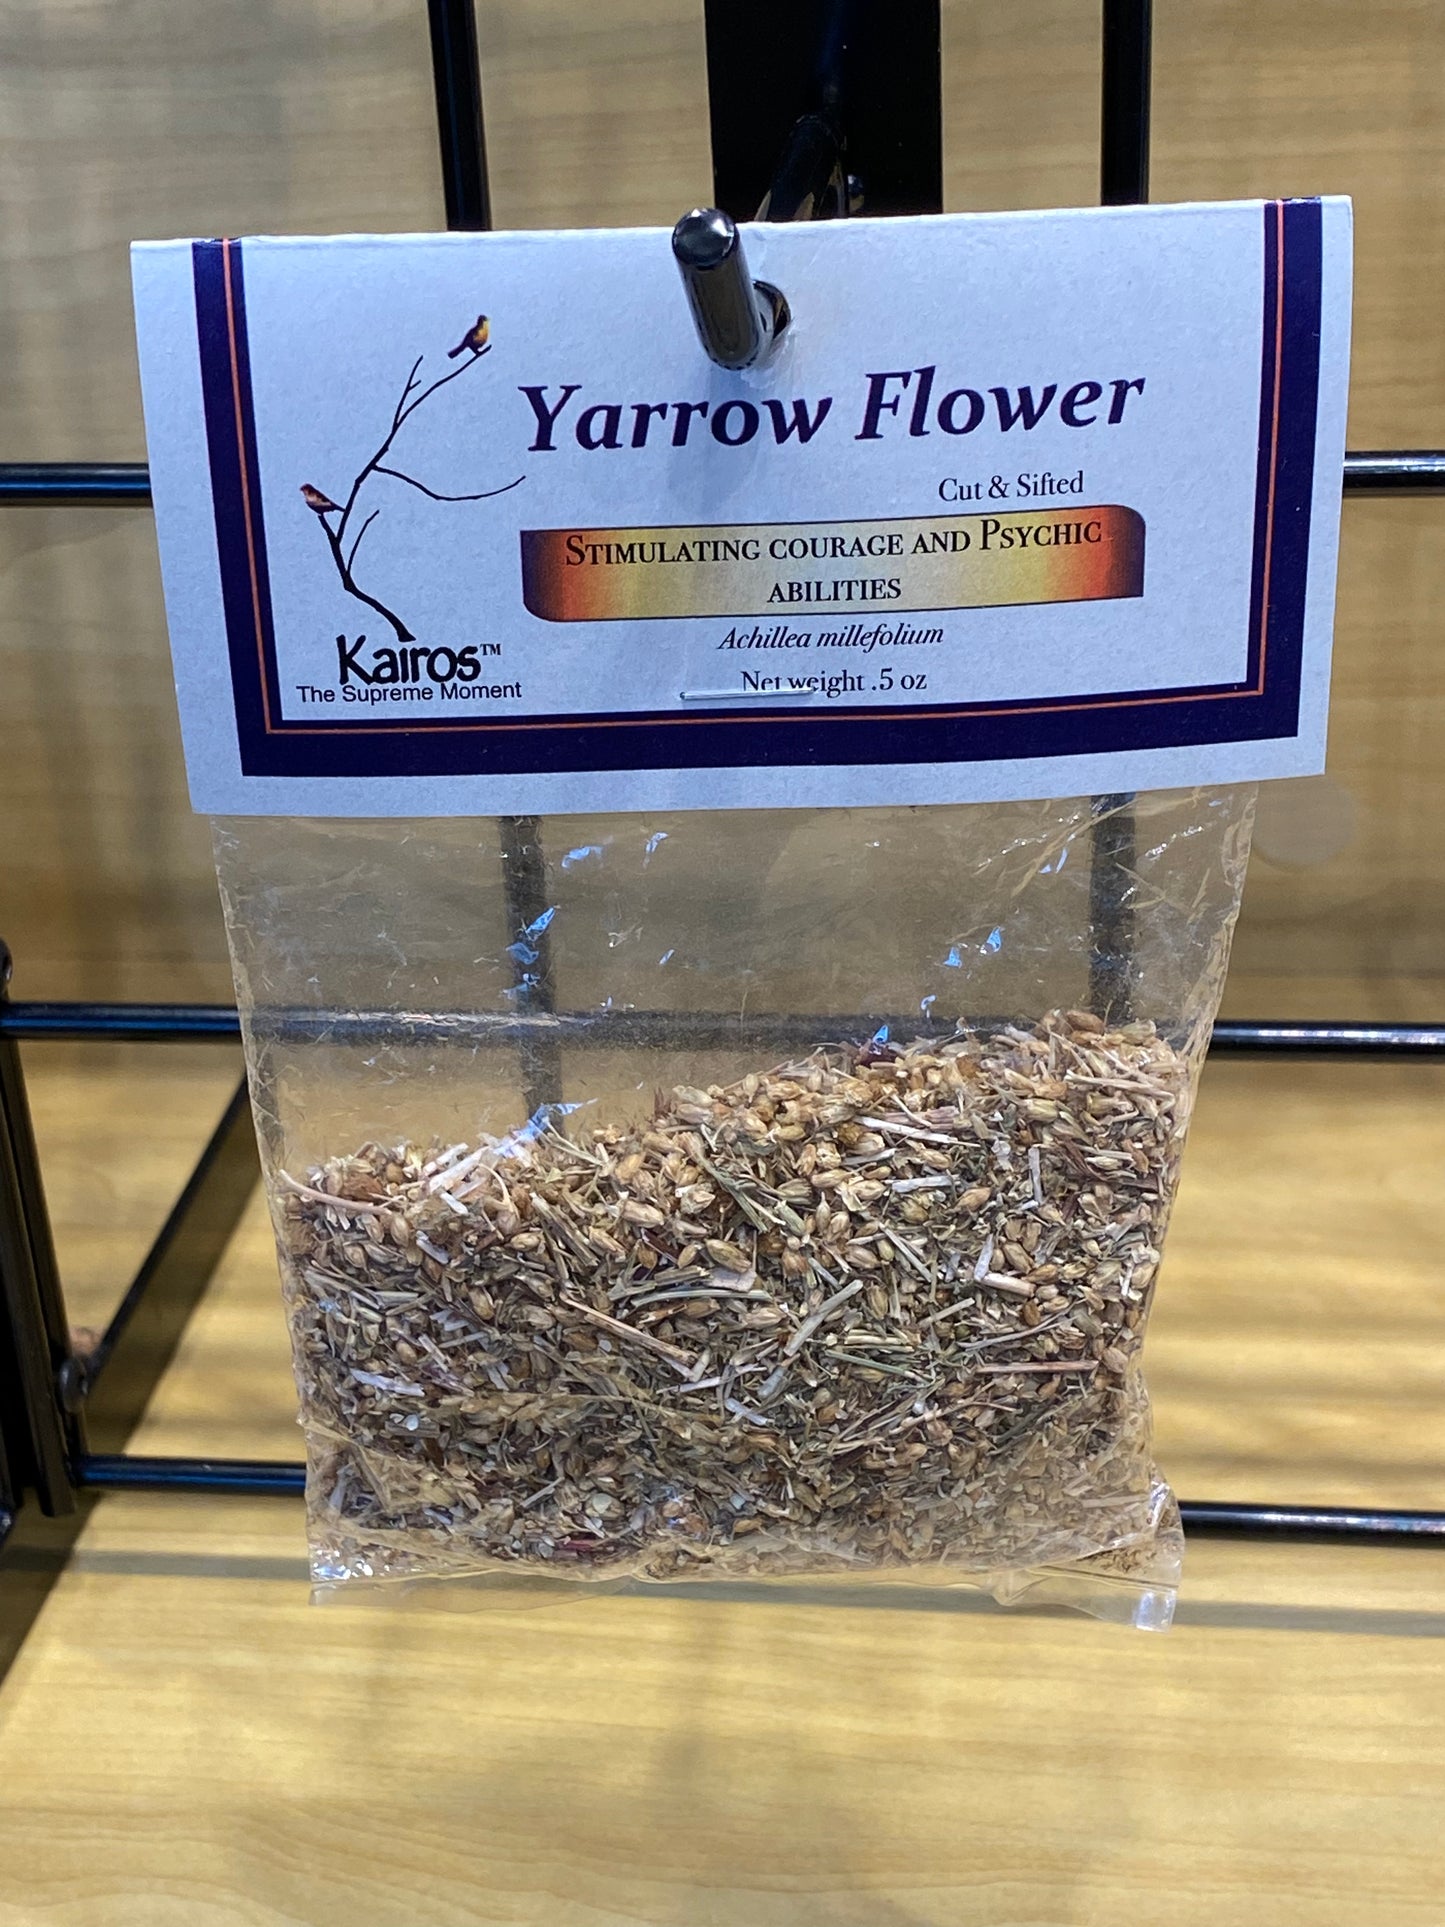 Yarrow Flower
Cut & Sifted
Stimulating courage and Psychic
abilities
Achillea millefolium
Net weight .5 oz
Kairos™
The Supreme Moment